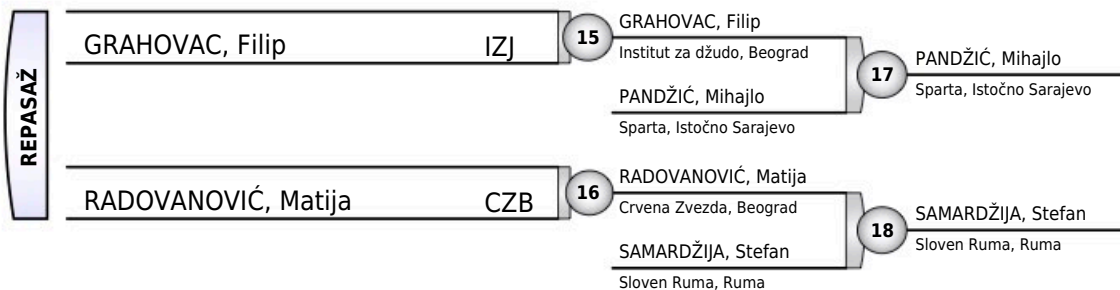 REPASAŽ
GRAHOVAC, Filip IZJ
15
GRAHOVAC, Filip
Institut za džudo, Beograd
PANDŽIĆ, Mihajlo
Sparta, Istočno Sarajevo
17
PANDŽIĆ, Mihajlo
Sparta, Istočno Sarajevo
RADOVANOVIĆ, Matija CZB
16
RADOVANOVIĆ, Matija
Crvena Zvezda, Beograd
SAMARDŽIJA, Stefan
Sloven Ruma, Ruma
18
SAMARDŽIJA, Stefan
Sloven Ruma, Ruma